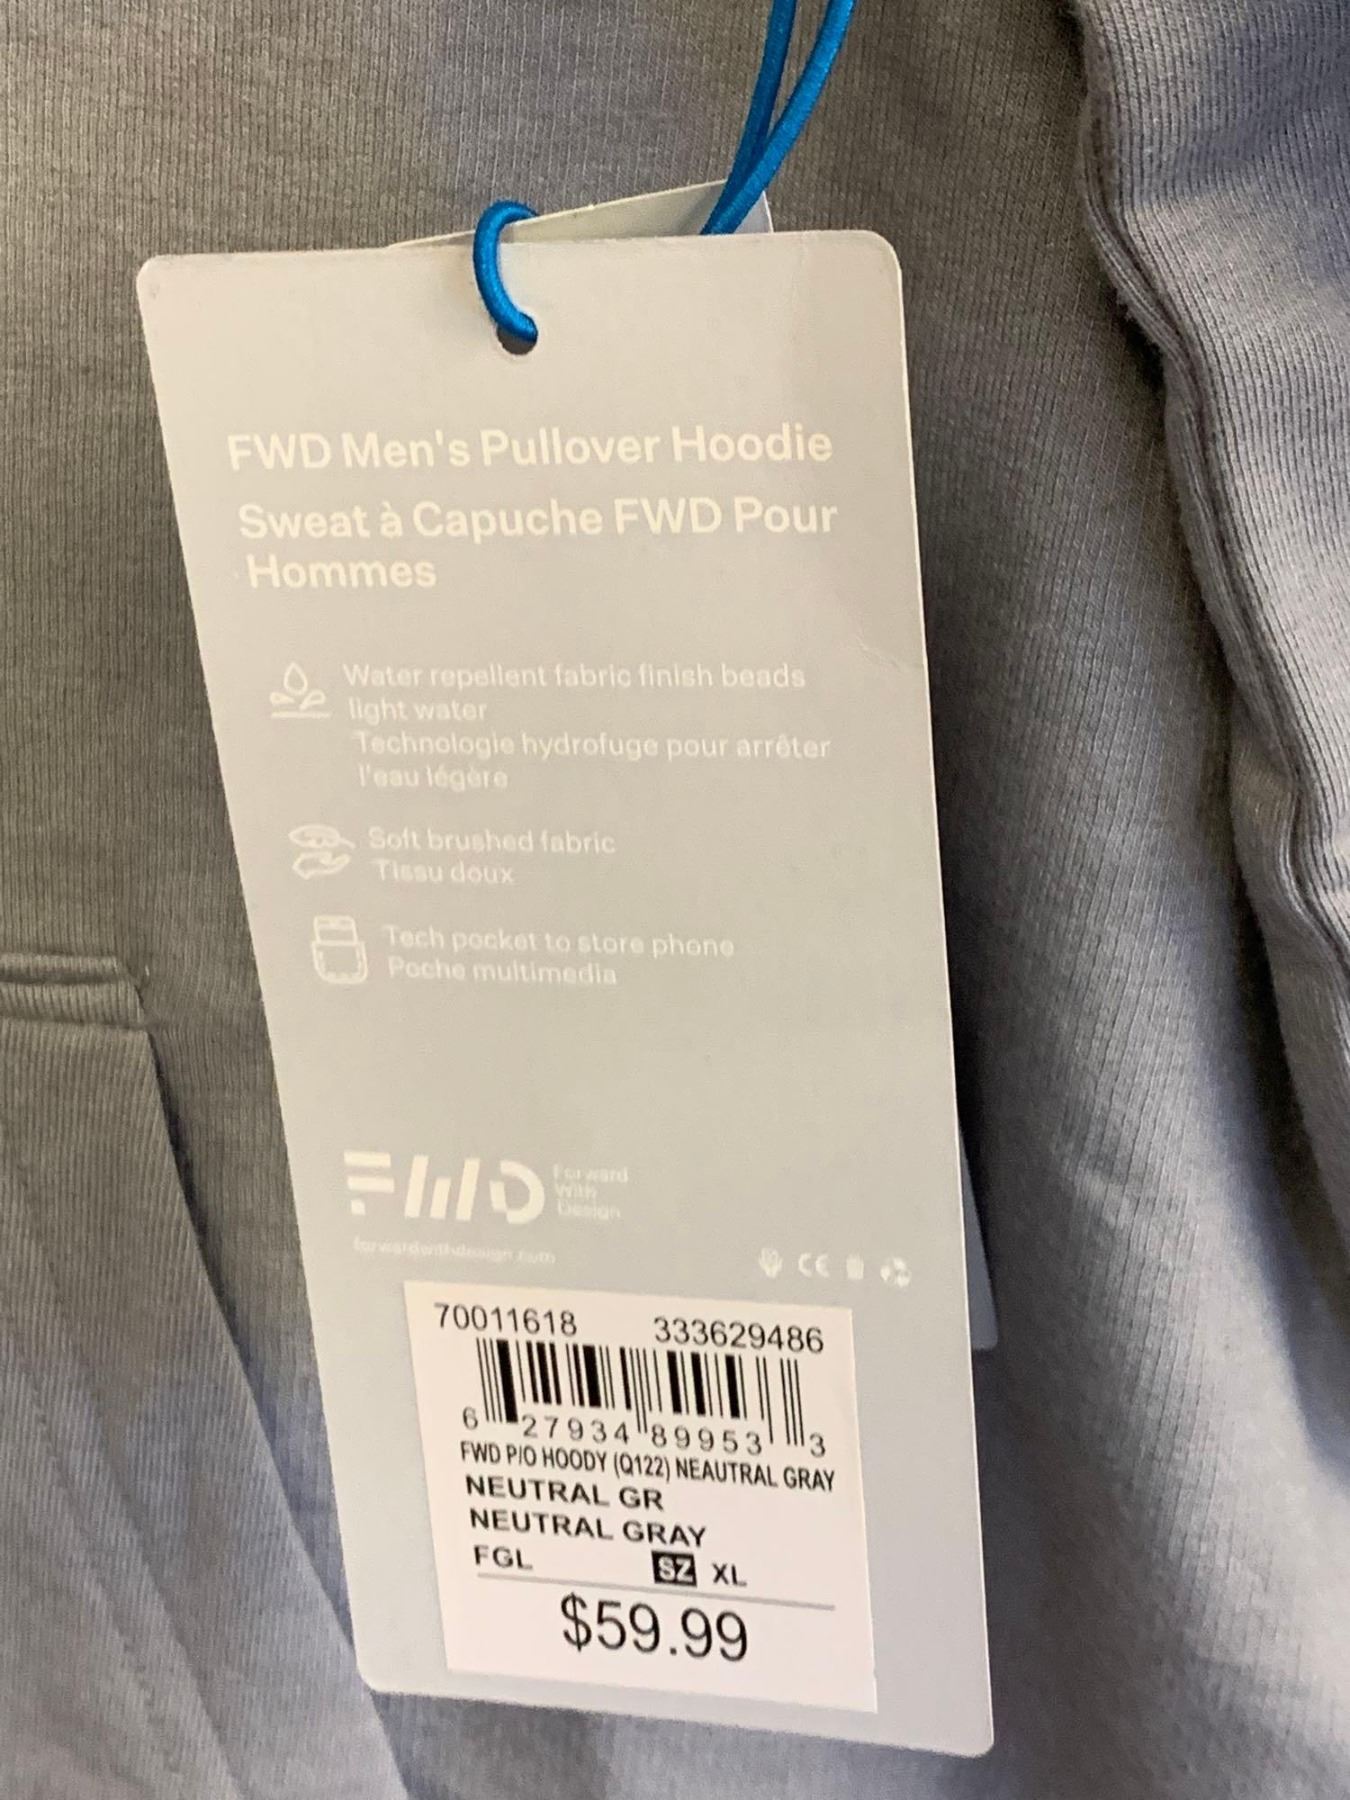 FWD Men's Pullover Hoodie
Sweat à Capuche FWD Pour
Hommes
Water repellent fabric finish beads
light water
Technologie hydrofuge pour arrêter
l'eau légère
Soft brushed fabric
Tissu doux
Tech pocket to store phone
Poche multimedia
FWD
Forward
With
Design
forwardwithdesign.com
CE
70011618 333629486
6 27934 89953 3
FWD P/O HOODY (Q122) NEAUTRAL GRAY
NEUTRAL GR
NEUTRAL GRAY
FGL SZ XL
$59.99